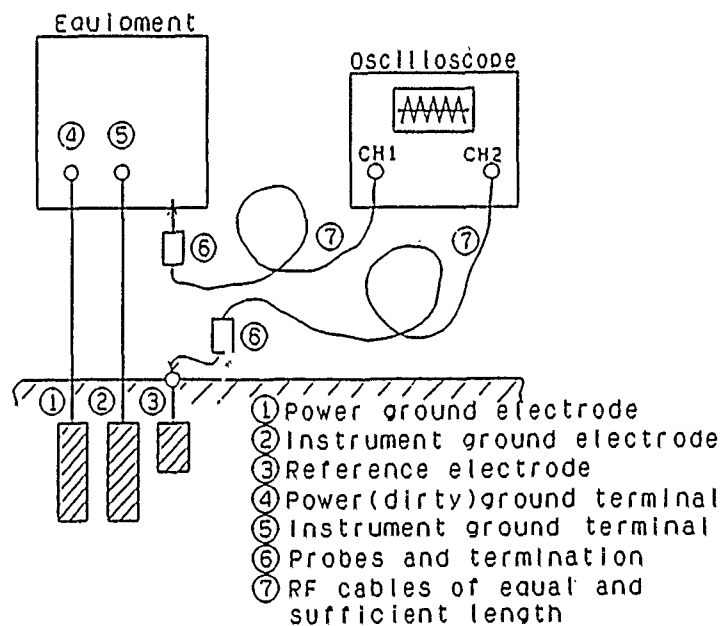 Equipment
Oscilloscope
④ ⑤
CH1 CH2
⑥ ⑦ ⑦
⑥
① ② ③
①Power ground electrode
②Instrument ground electrode
③Reference electrode
④Power(dirty)ground terminal
⑤Instrument ground terminal
⑥Probes and termination
⑦RF cables of equal and
sufficient length